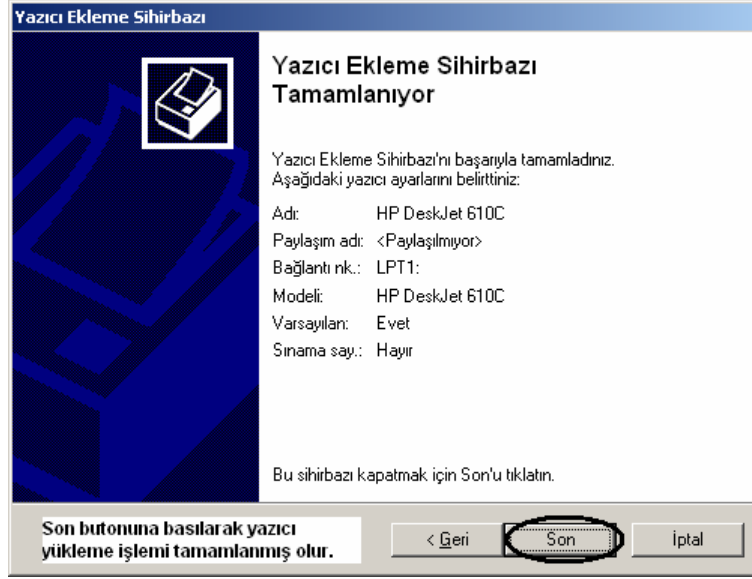 Yazıcı Ekleme Sihirbazı
Yazıcı Ekleme Sihirbazı
Tamamlanıyor
Yazıcı Ekleme Sihirbazı'nı başarıyla tamamladınız.
Aşağıdaki yazıcı ayarlarını belirttiniz:
Adı: HP DeskJet 610C
Paylaşım adı: <Paylaşılmıyor>
Bağlantı nk.: LPT1:
Modeli: HP DeskJet 610C
Varsayılan: Evet
Sınama say.: Hayır
Bu sihirbazı kapatmak için Son'u tıklatın.
Son butonuna basılarak yazıcı
yükleme işlemi tamamlanmış olur.
< Geri Son İptal